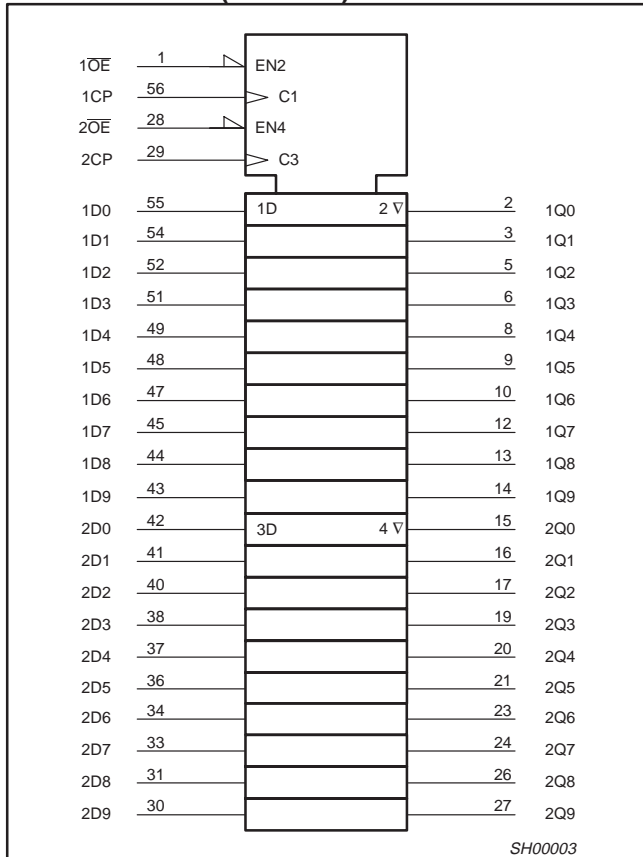 1O̅E̅ 1 EN2
1CP 56 C1
2O̅E̅ 28 EN4
2CP 29 C3
1D0 55 1D 2 ∇ 2 1Q0
1D1 54 3 1Q1
1D2 52 5 1Q2
1D3 51 6 1Q3
1D4 49 8 1Q4
1D5 48 9 1Q5
1D6 47 10 1Q6
1D7 45 12 1Q7
1D8 44 13 1Q8
1D9 43 14 1Q9
2D0 42 3D 4 ∇ 15 2Q0
2D1 41 16 2Q1
2D2 40 17 2Q2
2D3 38 19 2Q3
2D4 37 20 2Q4
2D5 36 21 2Q5
2D6 34 23 2Q6
2D7 33 24 2Q7
2D8 31 26 2Q8
2D9 30 27 2Q9
SH00003